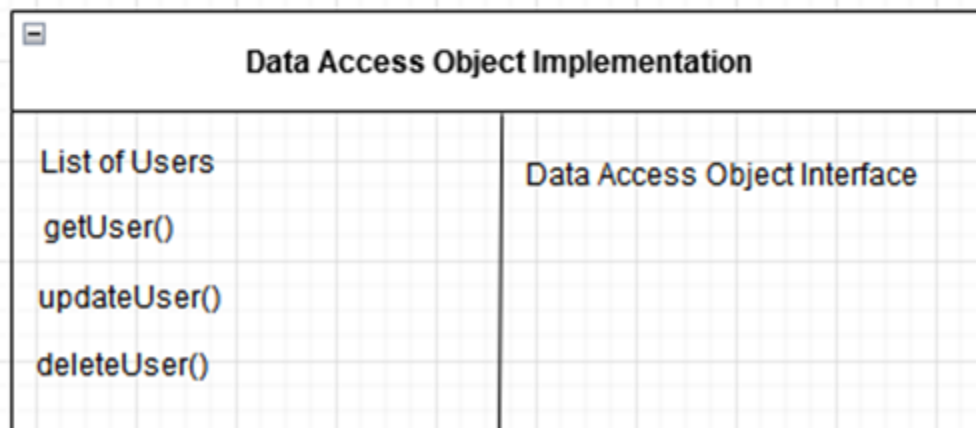 Data Access Object Implementation
List of Users
getUser()
updateUser()
deleteUser()
Data Access Object Interface